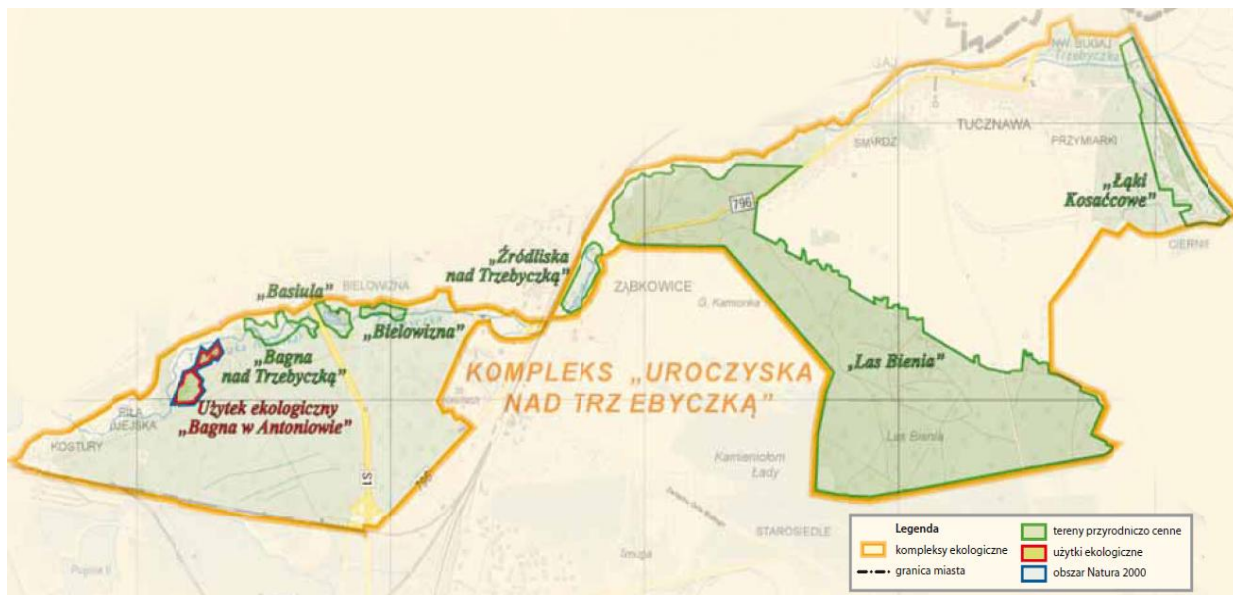 NW. BUGAJ
Trzebyczka
TUCZNAWA
SMARDZ
PRZYMIARKI
„Łąki
Kosaćcowe”
796
CIERNIE
„Źródliska
nad Trzebyczką”
ZĄBKOWICE
G. Kamionka
„Basiula”
BIELOWIZNA
„Bielowizna”
„Bagna
nad Trzebyczką”
Użytek ekologiczny
„Bagna w Antoniowie”
KOMPLEKS „UROCZYSKA
NAD TRZEBYCZKĄ”
„Las Bienia”
KOSTURY
Las Bienia
Kamieniołom
Łady
S1
796
STAROSIEDLE
Legenda
kompleksy ekologiczne
granica miasta
tereny przyrodniczo cenne
użytki ekologiczne
obszar Natura 2000